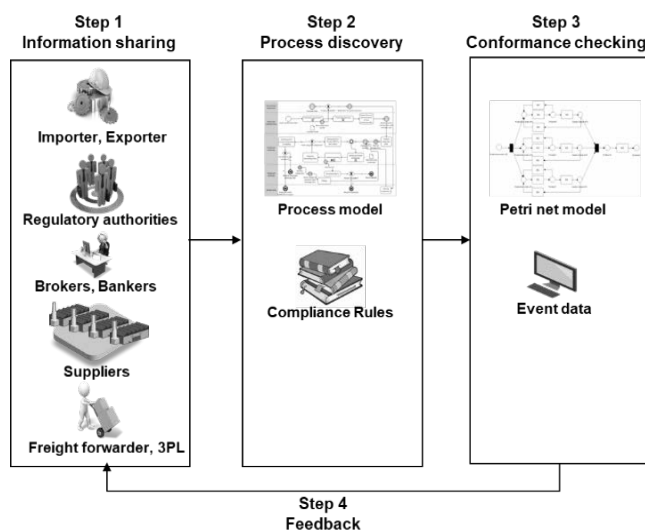 Step 1
Information sharing
Step 2
Process discovery
Step 3
Conformance checking
Importer, Exporter
Regulatory authorities
Brokers, Bankers
Suppliers
Freight forwarder, 3PL
Process model
Compliance Rules
Petri net model
Event data
Step 4
Feedback